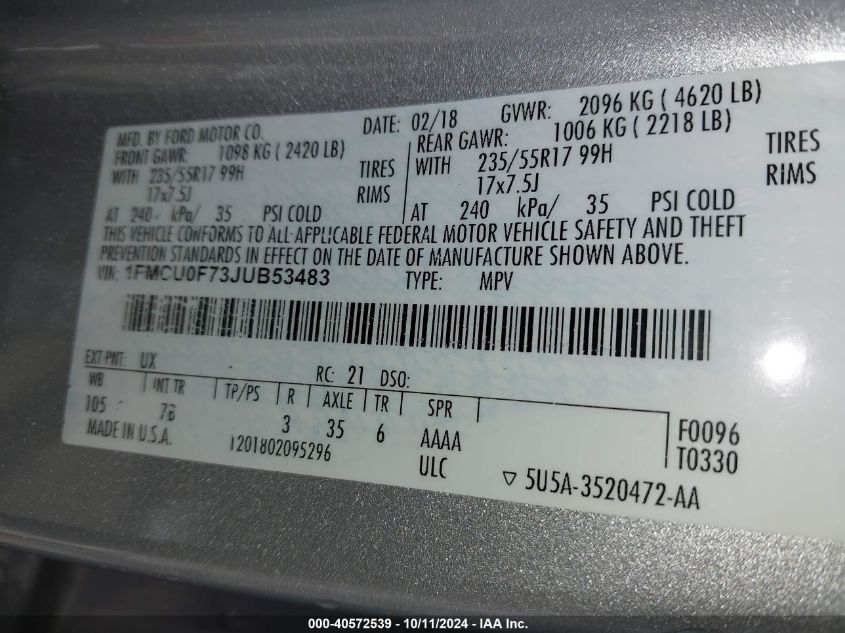 MFD. BY FORD MOTOR CO.
DATE: 02/18
GVWR: 2096 KG ( 4620 LB)
FRONT GAWR: 1098 KG ( 2420 LB)
REAR GAWR: 1006 KG ( 2218 LB)
WITH 235/55R17 99H TIRES
WITH 235/55R17 99H TIRES
17x7.5J RIMS
17x7.5J RIMS
AT 240 kPa/ 35 PSI COLD
AT 240 kPa/ 35 PSI COLD
THIS VEHICLE CONFORMS TO ALL APPLICABLE FEDERAL MOTOR VEHICLE SAFETY AND THEFT
PREVENTION STANDARDS IN EFFECT ON THE DATE OF MANUFACTURE SHOWN ABOVE.
VIN: 1FMCU0F73JUB53483 TYPE: MPV
EXT PNT: UX RC: 21 DSO:
WB INT TR TP/PS R AXLE TR SPR
105 7B 3 35 6 AAAA F0096
MADE IN U.S.A. 1201802095296 ULC T0330
▽ 5U5A-3520472-AA
000-40572539 - 10/11/2024 - IAA Inc.